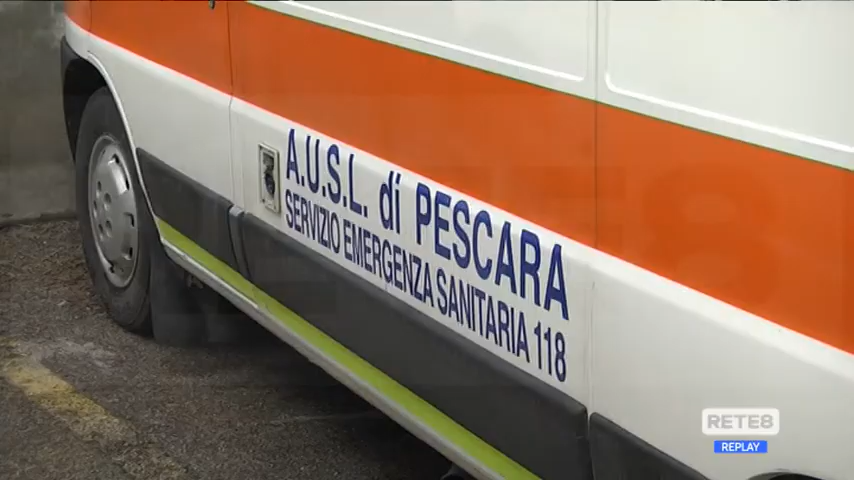 A.U.S.L. di PESCARA
SERVIZIO EMERGENZA SANITARIA 118
RETE8
REPLAY